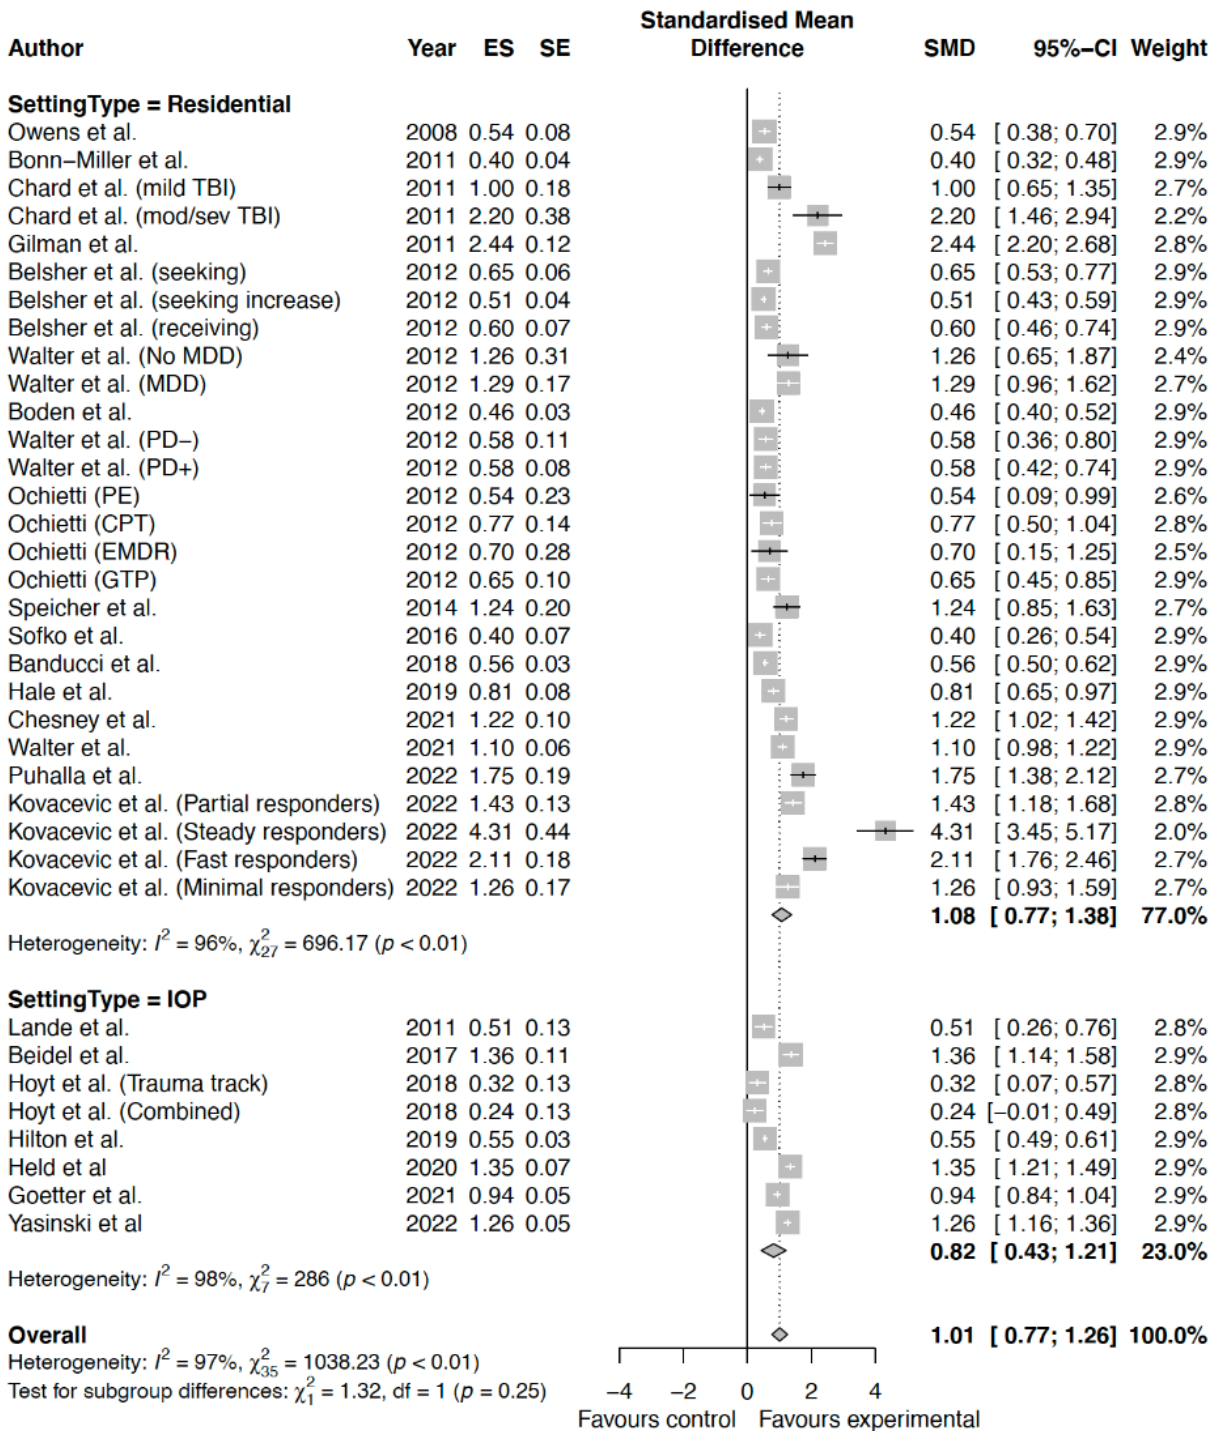 Standardised Mean
Author Year ES SE Difference SMD 95%−CI Weight
SettingType = Residential
Owens et al. 2008 0.54 0.08 0.54 [ 0.38; 0.70] 2.9%
Bonn−Miller et al. 2011 0.40 0.04 0.40 [ 0.32; 0.48] 2.9%
Chard et al. (mild TBI) 2011 1.00 0.18 1.00 [ 0.65; 1.35] 2.7%
Chard et al. (mod/sev TBI) 2011 2.20 0.38 2.20 [ 1.46; 2.94] 2.2%
Gilman et al. 2011 2.44 0.12 2.44 [ 2.20; 2.68] 2.8%
Belsher et al. (seeking) 2012 0.65 0.06 0.65 [ 0.53; 0.77] 2.9%
Belsher et al. (seeking increase) 2012 0.51 0.04 0.51 [ 0.43; 0.59] 2.9%
Belsher et al. (receiving) 2012 0.60 0.07 0.60 [ 0.46; 0.74] 2.9%
Walter et al. (No MDD) 2012 1.26 0.31 1.26 [ 0.65; 1.87] 2.4%
Walter et al. (MDD) 2012 1.29 0.17 1.29 [ 0.96; 1.62] 2.7%
Boden et al. 2012 0.46 0.03 0.46 [ 0.40; 0.52] 2.9%
Walter et al. (PD−) 2012 0.58 0.11 0.58 [ 0.36; 0.80] 2.9%
Walter et al. (PD+) 2012 0.58 0.08 0.58 [ 0.42; 0.74] 2.9%
Ochietti (PE) 2012 0.54 0.23 0.54 [ 0.09; 0.99] 2.6%
Ochietti (CPT) 2012 0.77 0.14 0.77 [ 0.50; 1.04] 2.8%
Ochietti (EMDR) 2012 0.70 0.28 0.70 [ 0.15; 1.25] 2.5%
Ochietti (GTP) 2012 0.65 0.10 0.65 [ 0.45; 0.85] 2.9%
Speicher et al. 2014 1.24 0.20 1.24 [ 0.85; 1.63] 2.7%
Sofko et al. 2016 0.40 0.07 0.40 [ 0.26; 0.54] 2.9%
Banducci et al. 2018 0.56 0.03 0.56 [ 0.50; 0.62] 2.9%
Hale et al. 2019 0.81 0.08 0.81 [ 0.65; 0.97] 2.9%
Chesney et al. 2021 1.22 0.10 1.22 [ 1.02; 1.42] 2.9%
Walter et al. 2021 1.10 0.06 1.10 [ 0.98; 1.22] 2.9%
Puhalla et al. 2022 1.75 0.19 1.75 [ 1.38; 2.12] 2.7%
Kovacevic et al. (Partial responders) 2022 1.43 0.13 1.43 [ 1.18; 1.68] 2.8%
Kovacevic et al. (Steady responders) 2022 4.31 0.44 4.31 [ 3.45; 5.17] 2.0%
Kovacevic et al. (Fast responders) 2022 2.11 0.18 2.11 [ 1.76; 2.46] 2.7%
Kovacevic et al. (Minimal responders) 2022 1.26 0.17 1.26 [ 0.93; 1.59] 2.7%
1.08 [ 0.77; 1.38] 77.0%
Heterogeneity: I² = 96%, χ²₂₇ = 696.17 (p < 0.01)
SettingType = IOP
Lande et al. 2011 0.51 0.13 0.51 [ 0.26; 0.76] 2.8%
Beidel et al. 2017 1.36 0.11 1.36 [ 1.14; 1.58] 2.9%
Hoyt et al. (Trauma track) 2018 0.32 0.13 0.32 [ 0.07; 0.57] 2.8%
Hoyt et al. (Combined) 2018 0.24 0.13 0.24 [−0.01; 0.49] 2.8%
Hilton et al. 2019 0.55 0.03 0.55 [ 0.49; 0.61] 2.9%
Held et al 2020 1.35 0.07 1.35 [ 1.21; 1.49] 2.9%
Goetter et al. 2021 0.94 0.05 0.94 [ 0.84; 1.04] 2.9%
Yasinski et al 2022 1.26 0.05 1.26 [ 1.16; 1.36] 2.9%
0.82 [ 0.43; 1.21] 23.0%
Heterogeneity: I² = 98%, χ²₇ = 286 (p < 0.01)
Overall 1.01 [ 0.77; 1.26] 100.0%
Heterogeneity: I² = 97%, χ²₃₅ = 1038.23 (p < 0.01)
Test for subgroup differences: χ²₁ = 1.32, df = 1 (p = 0.25)
−4 −2 0 2 4
Favours control Favours experimental